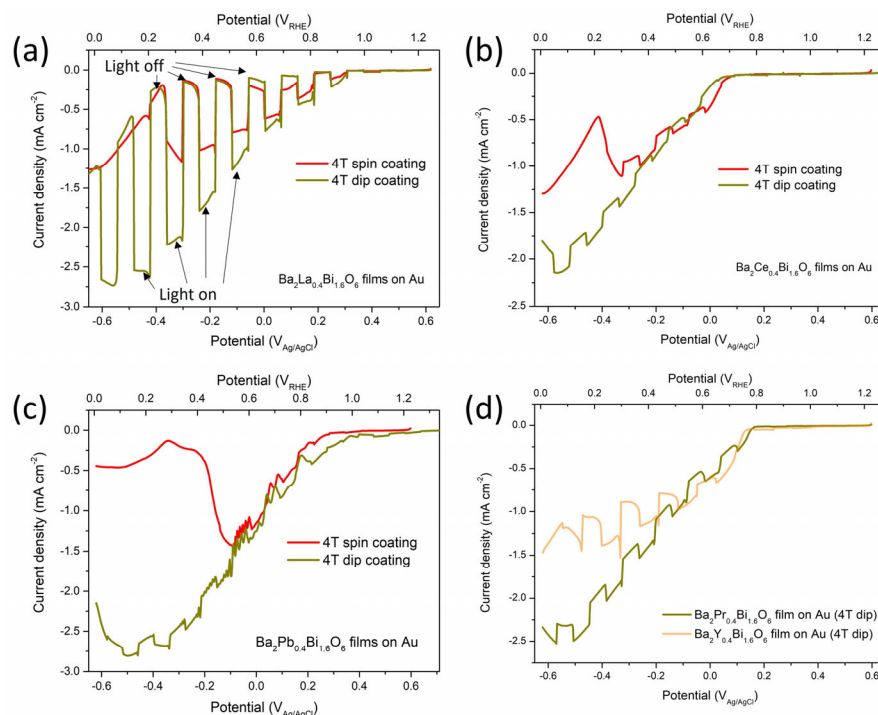 (a)
Potential (V_RHE)
0.0 0.2 0.4 0.6 0.8 1.0 1.2
Light off
Current density (mA cm⁻²)
0.0
-0.5
-1.0
-1.5
-2.0
-2.5
-3.0
4T spin coating
4T dip coating
Light on
Ba₂La₀.₄Bi₁.₆O₆ films on Au
-0.6 -0.4 -0.2 0.0 0.2 0.4 0.6
Potential (V_Ag/AgCl)
(b)
Potential (V_RHE)
0.0 0.2 0.4 0.6 0.8 1.0 1.2
Current density (mA cm⁻²)
0.0
-0.5
-1.0
-1.5
-2.0
-2.5
4T spin coating
4T dip coating
Ba₂Ce₀.₄Bi₁.₆O₆ films on Au
-0.6 -0.4 -0.2 0.0 0.2 0.4 0.6
Potential (V_Ag/AgCl)
(c)
Potential (V_RHE)
0.0 0.2 0.4 0.6 0.8 1.0 1.2
Current density (mA cm⁻²)
0.0
-0.5
-1.0
-1.5
-2.0
-2.5
-3.0
4T spin coating
4T dip coating
Ba₂Pb₀.₄Bi₁.₆O₆ films on Au
-0.6 -0.4 -0.2 0.0 0.2 0.4 0.6
Potential (V_Ag/AgCl)
(d)
Potential (V_RHE)
0.0 0.2 0.4 0.6 0.8 1.0 1.2
Current density (mA cm⁻²)
0.0
-0.5
-1.0
-1.5
-2.0
-2.5
Ba₂Pr₀.₄Bi₁.₆O₆ film on Au (4T dip)
Ba₂Y₀.₄Bi₁.₆O₆ film on Au (4T dip)
-0.6 -0.4 -0.2 0.0 0.2 0.4 0.6
Potential (V_Ag/AgCl)